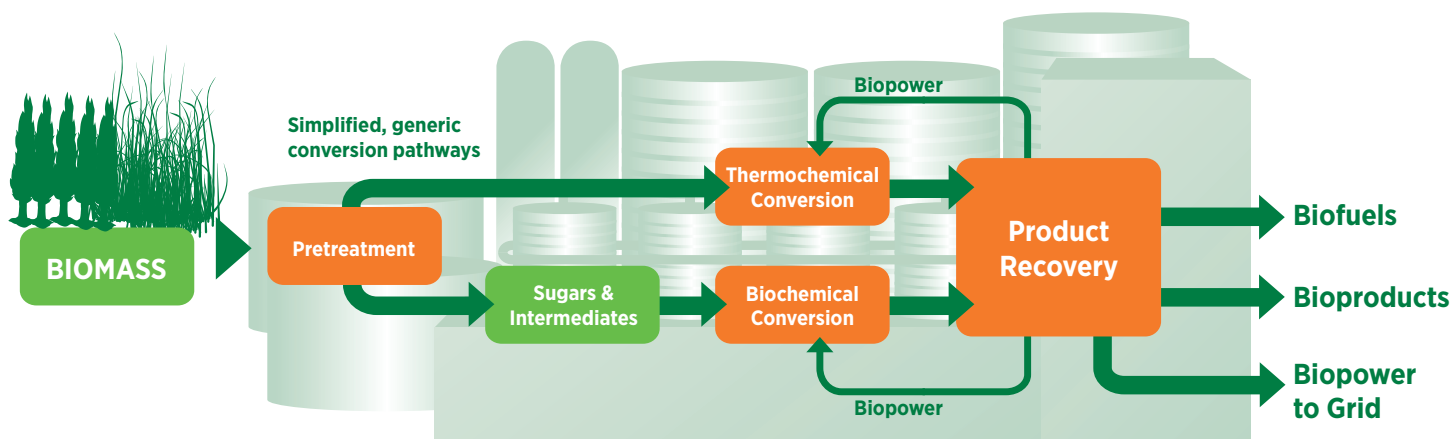 Biopower
Simplified, generic
conversion pathways
Thermochemical
Conversion
BIOMASS
Pretreatment
Product
Recovery
Biofuels
Sugars &
Intermediates
Biochemical
Conversion
Bioproducts
Biopower
Biopower
to Grid